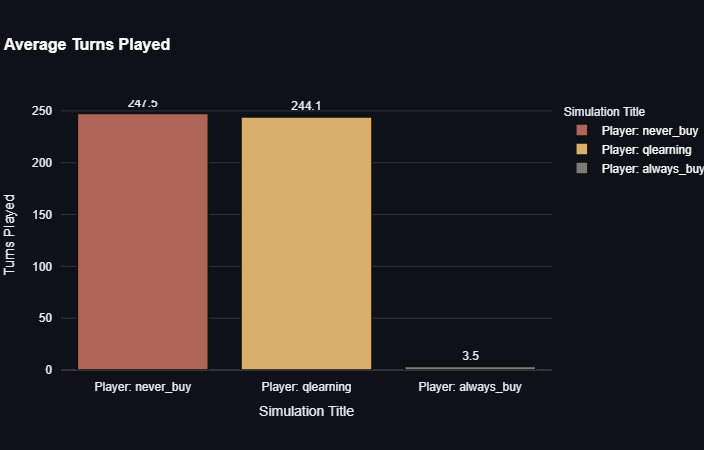 Average Turns Played
247.5
244.1
3.5
250
200
150
100
50
0
Turns Played
Player: never_buy
Player: qlearning
Player: always_buy
Simulation Title
Simulation Title
Player: never_buy
Player: qlearning
Player: always_buy